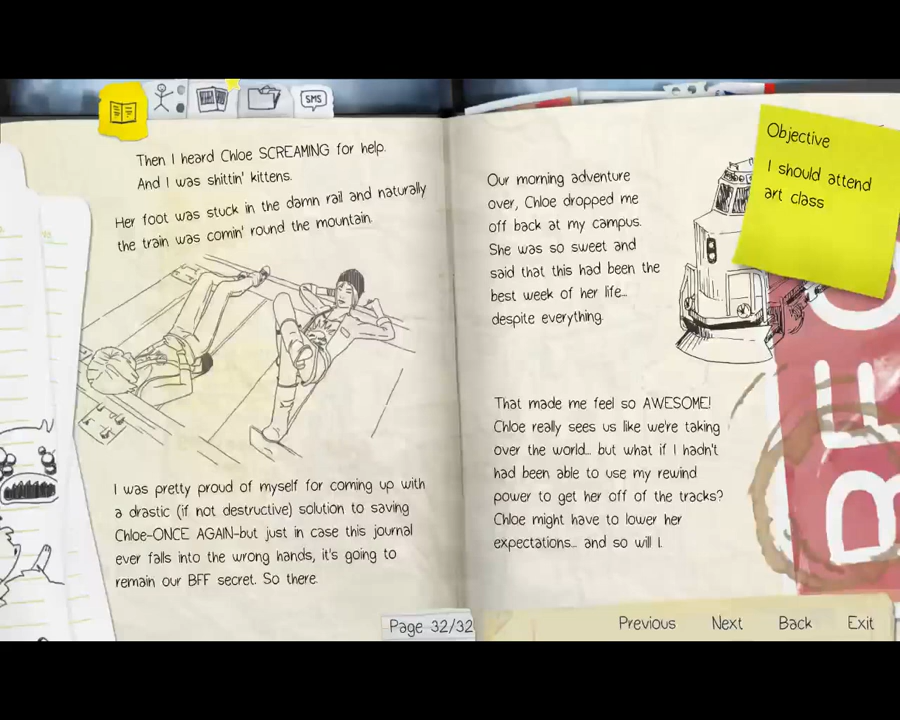 SMS
Then I heard Chloe SCREAMING for help.
And I was shittin' kittens.
Her foot was stuck in the damn rail and naturally
the train was comin' round the mountain.
I was pretty proud of myself for coming up with
a drastic (if not destructive) solution to saving
Chloe-ONCE AGAIN-but just in case this journal
ever falls into the wrong hands, it's going to
remain our BFF secret. So there.
Page 32/32
Our morning adventure
over, Chloe dropped me
off back at my campus.
She was so sweet and
said that this had been the
best week of her life...
despite everything.
That made me feel so AWESOME!
Chloe really sees us like we're taking
over the world... but what if I hadn't
had been able to use my rewind
power to get her off of the tracks?
Chloe might have to lower her
expectations... and so will I.
Objective
I should attend
art class
Previous
Next
Back
Exit